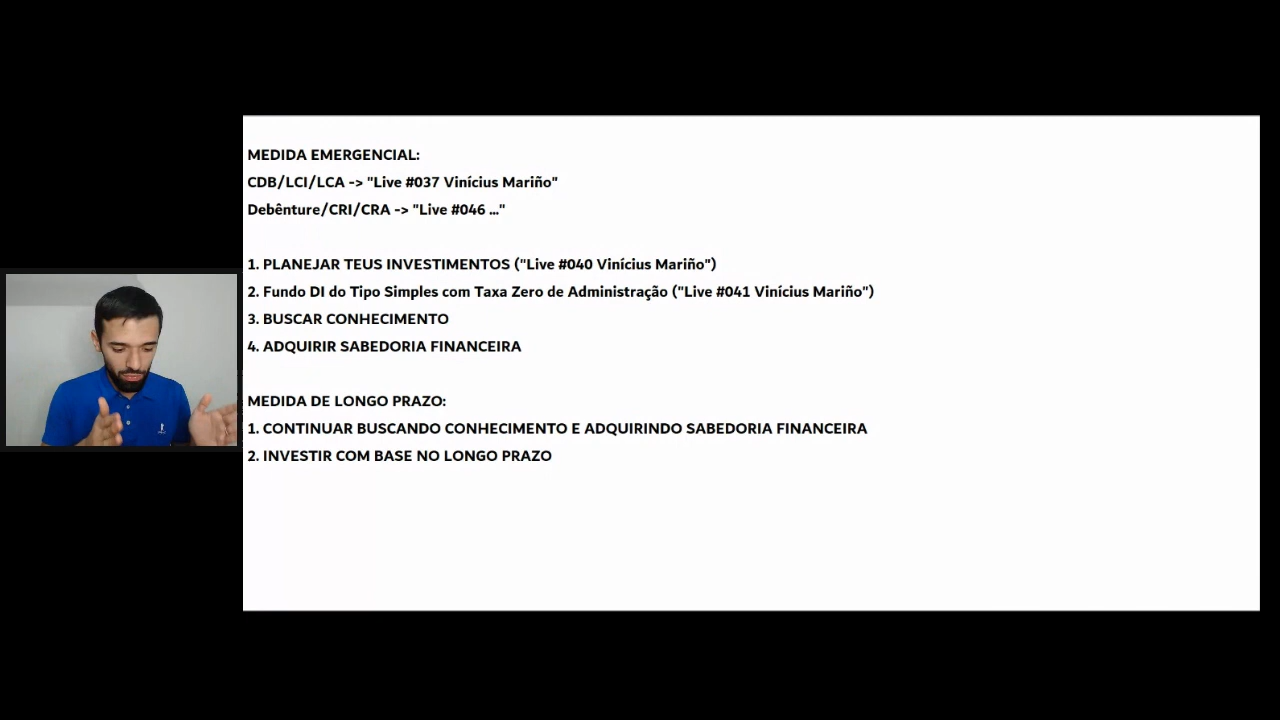 MEDIDA EMERGENCIAL:
CDB/LCI/LCA -> "Live #037 Vinícius Mariño"
Debênture/CRI/CRA -> "Live #046 ..."
1. PLANEJAR TEUS INVESTIMENTOS ("Live #040 Vinícius Mariño")
2. Fundo DI do Tipo Simples com Taxa Zero de Administração ("Live #041 Vinícius Mariño")
3. BUSCAR CONHECIMENTO
4. ADQUIRIR SABEDORIA FINANCEIRA
MEDIDA DE LONGO PRAZO:
1. CONTINUAR BUSCANDO CONHECIMENTO E ADQUIRINDO SABEDORIA FINANCEIRA
2. INVESTIR COM BASE NO LONGO PRAZO